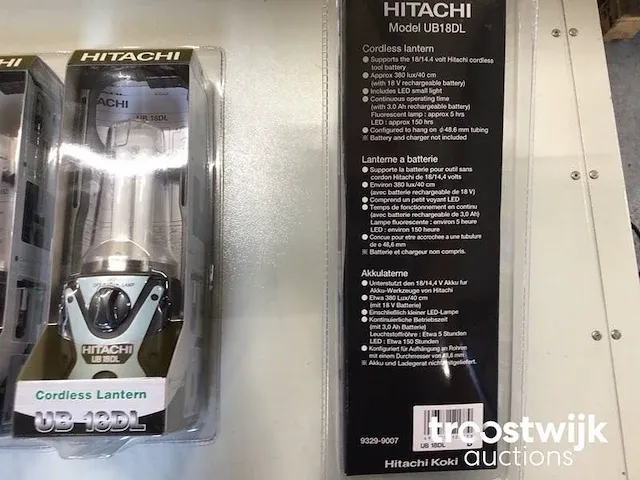 HITACHI
HITACHI
UB 18DL
HITACHI
UB 18DL
Cordless Lantern
UB 18DL
HITACHI
Model UB18DL
Cordless lantern
● Supports the 18/14.4 volt Hitachi cordless
tool battery
● Approx 380 lux/40 cm
(with 18 V rechargeable battery)
● Includes LED small light
● Continuous operating time
(with 3.0 Ah rechargeable battery)
Fluorescent lamp : approx 5 hrs
LED : approx 150 hrs
● Configured to hang on ϕ48.6 mm tubing
※ Battery and charger not included
Lanterne a batterie
● Supporte la batterie pour outil sans
cordon Hitachi de 18/14,4 volts
● Environ 380 lux/40 cm
(avec batterie rechargeable de 18 V)
● Comprend un petit voyant LED
● Temps de fonctionnement en continu
(avec batterie rechargeable de 3,0 Ah)
Lampe fluorescente : environ 5 heure
LED : environ 150 heure
● Concue pour etre accrochee a une tubulure
de ø 48,6 mm
※ Batterie et chargeur non compris.
Akkulaterne
● Unterstutzt den 18/14,4 V Akku fur
Akku-Werkzeuge von Hitachi
● Etwa 380 Lux/40 cm
(mit 18 V Batterie)
● Einschließlich kleiner LED-Lampe
● Kontinuierliche Betriebszeit
(mit 3,0 Ah Batterie)
Leuchtstoffröhre : Etwa 5 Stunden
LED : Etwa 150 Stunden
● Konfiguriert für Aufhängung an Rohren
mit einem Durchmesser von 48,6 mm
※ Akku und Ladegerat nicht mitgeliefert.
9329-9007
UB 18DL
Hitachi Koki
troostwijk
auctions